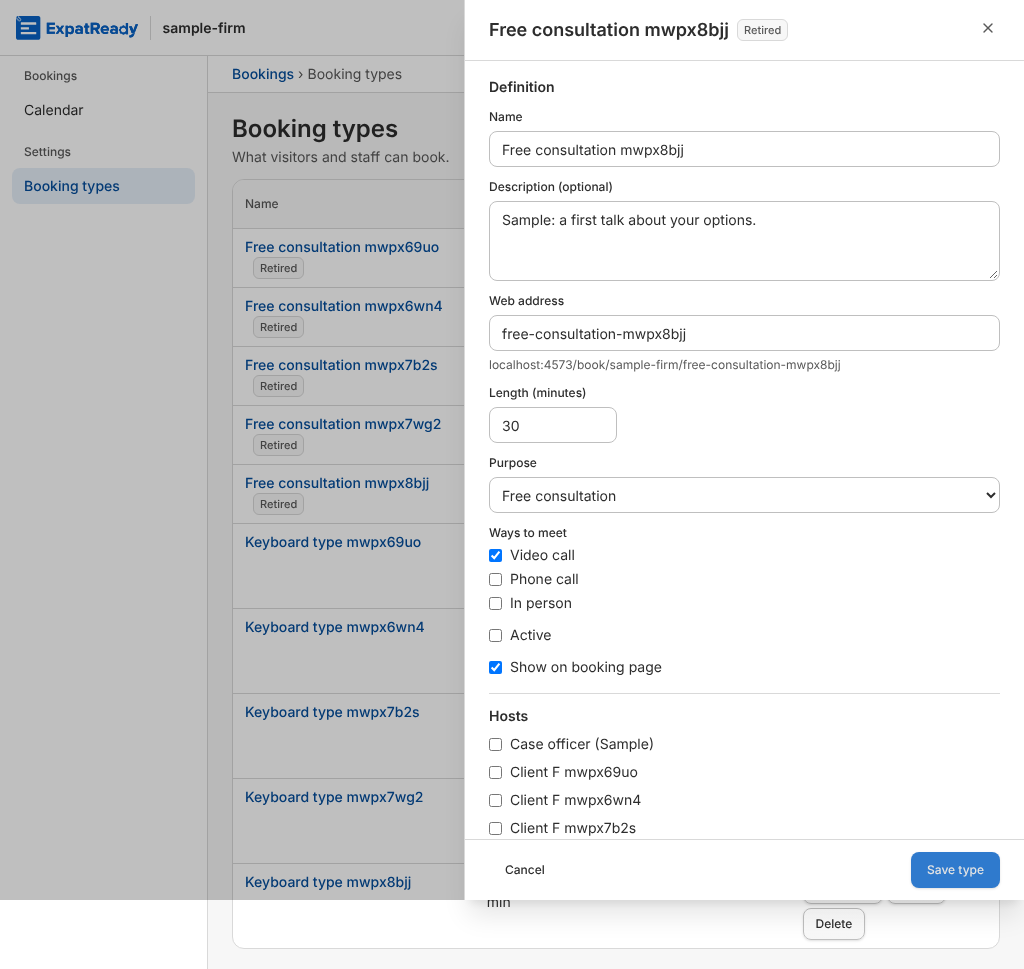 ExpatReady
sample-firm
Bookings
Calendar
Settings
Booking types
Bookings › Booking types
Booking types
What visitors and staff can book.
Name
Free consultation mwpx69uo
Retired
Free consultation mwpx6wn4
Retired
Free consultation mwpx7b2s
Retired
Free consultation mwpx7wg2
Retired
Free consultation mwpx8bjj
Retired
Keyboard type mwpx69uo
Keyboard type mwpx6wn4
Keyboard type mwpx7b2s
Keyboard type mwpx7wg2
Keyboard type mwpx8bjj
min
Delete
Free consultation mwpx8bjj Retired
Definition
Name
Free consultation mwpx8bjj
Description (optional)
Sample: a first talk about your options.
Web address
free-consultation-mwpx8bjj
localhost:4573/book/sample-firm/free-consultation-mwpx8bjj
Length (minutes)
30
Purpose
Free consultation
Ways to meet
Video call
Phone call
In person
Active
Show on booking page
Hosts
Case officer (Sample)
Client F mwpx69uo
Client F mwpx6wn4
Client F mwpx7b2s
Cancel
Save type